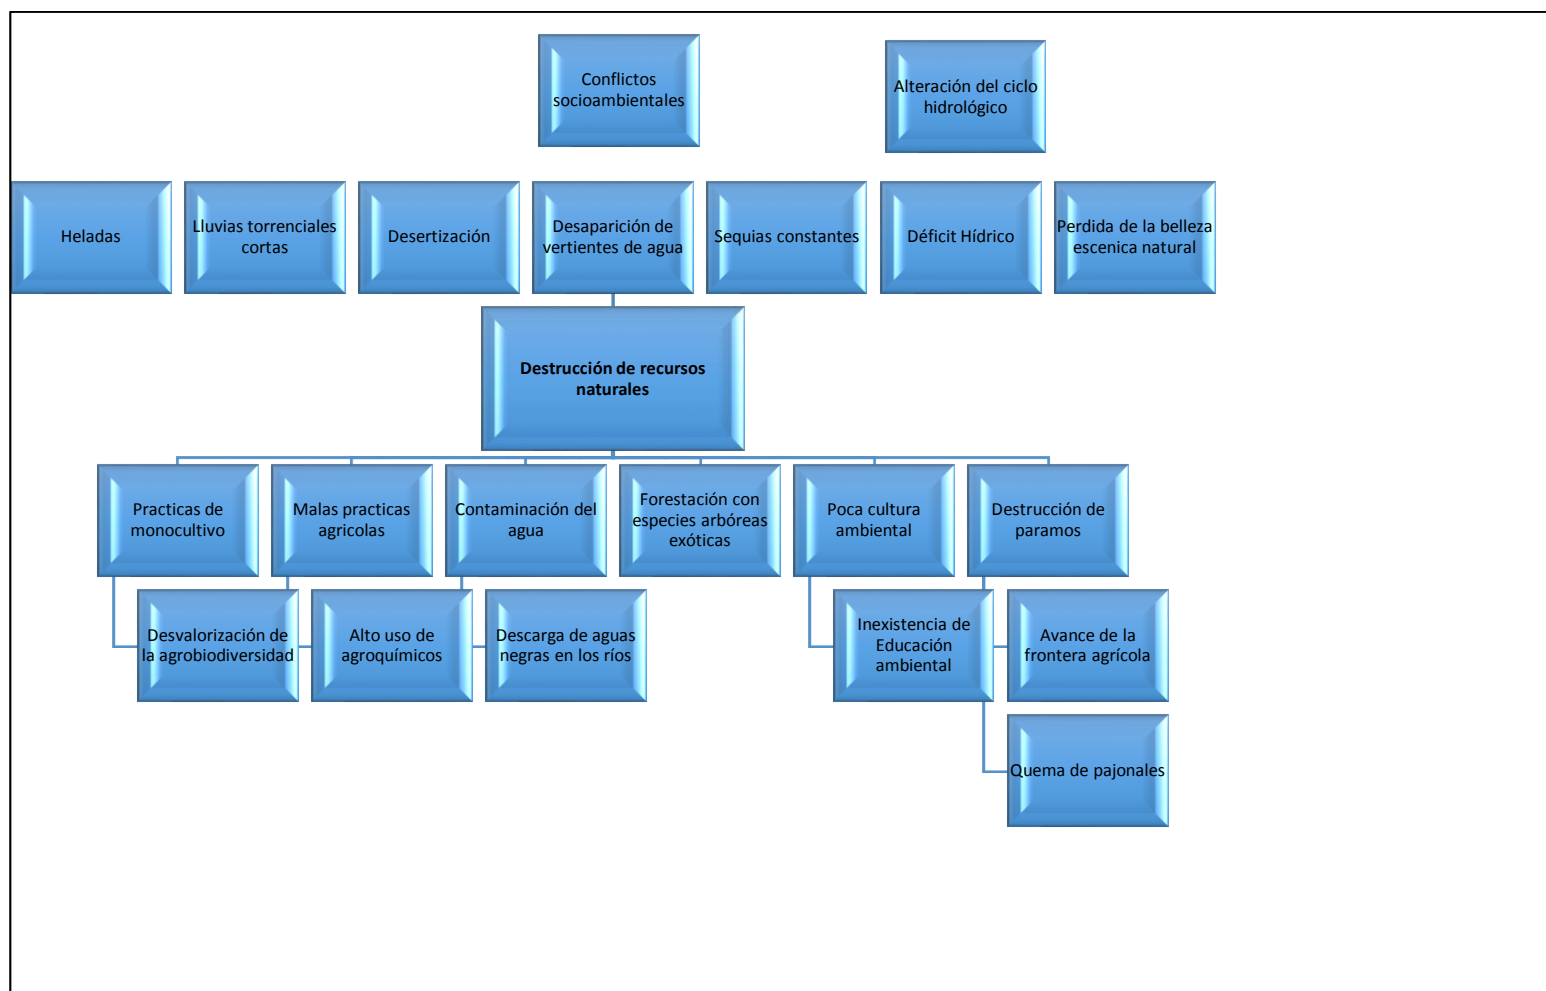 Conflictos
socioambientales
Alteración del ciclo
hidrológico
Heladas
Lluvias torrenciales
cortas
Desertización
Desaparición de
vertientes de agua
Sequias constantes
Déficit Hídrico
Perdida de la belleza
escenica natural
Destrucción de recursos
naturales
Practicas de
monocultivo
Malas practicas
agricolas
Contaminación del
agua
Forestación con
especies arbóreas
exóticas
Poca cultura
ambiental
Destrucción de
paramos
Desvalorización de
la agrobiodiversidad
Alto uso de
agroquímicos
Descarga de aguas
negras en los ríos
Inexistencia de
Educación
ambiental
Avance de la
frontera agrícola
Quema de pajonales